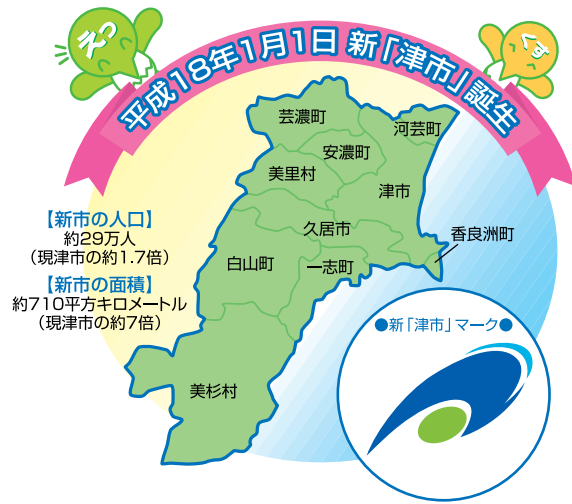 えっ
くす
平成18年1月1日 新「津市」誕生
芸濃町
河芸町
安濃町
美里村
津市
久居市
香良洲町
白山町
一志町
美杉村
【新市の人口】
約29万人
（現津市の約1.7倍）
【新市の面積】
約710平方キロメートル
（現津市の約7倍）
●新「津市」マーク●